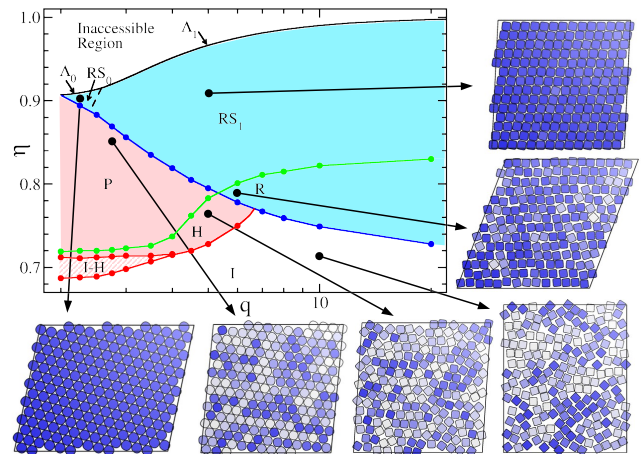 1.0
Inaccessible
Region
Λ1
Λ0
RS0
0.9
RS1
η
P
0.8
R
H
0.7
I-H
I
q
10